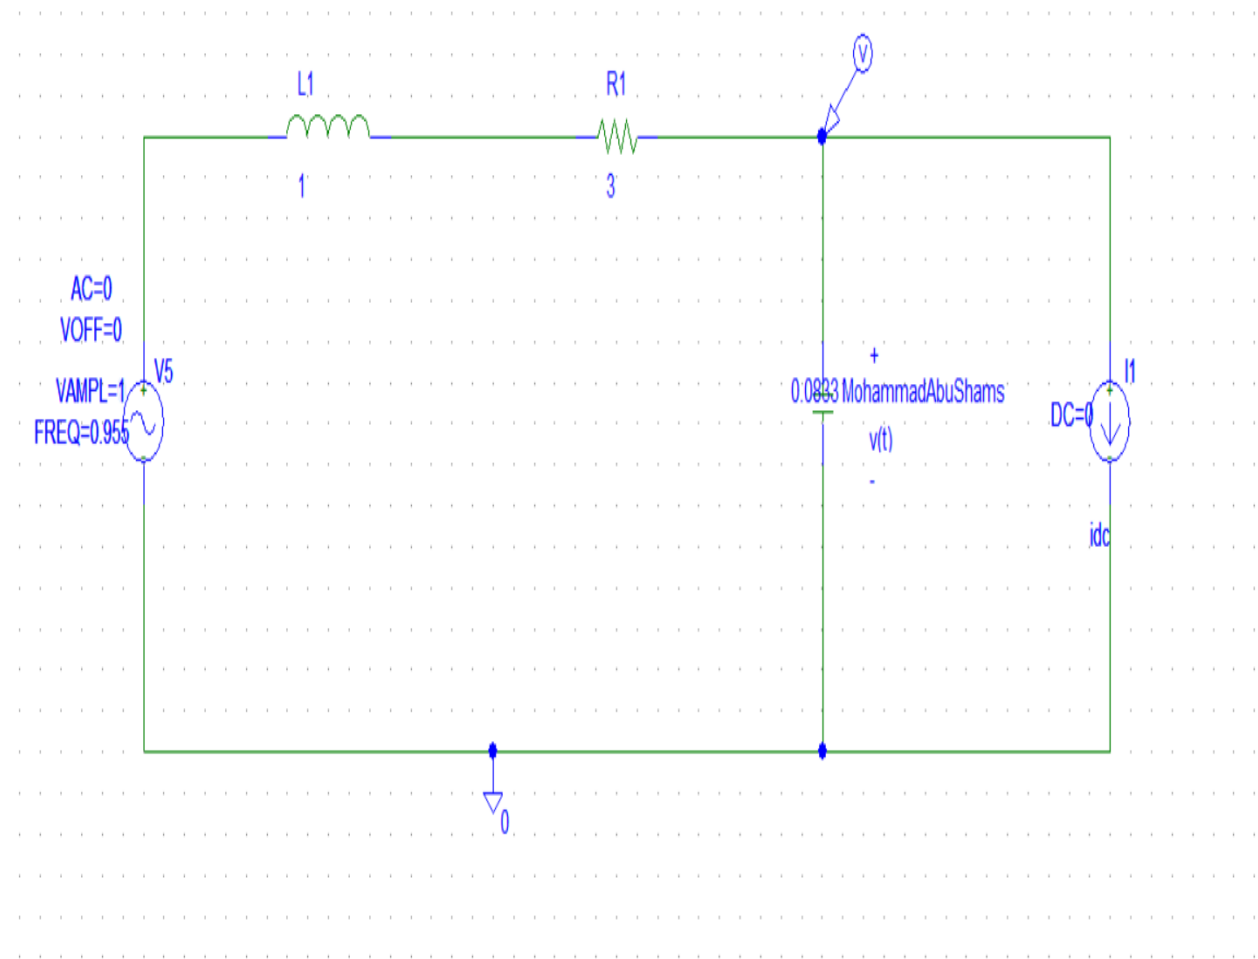 V
L1
R1
1
3
AC=0
VOFF=0
V5
VAMPL=1
FREQ=0.955
+
0.0833 MohammadAbuShams
v(t)
-
I1
DC=0
idc
0